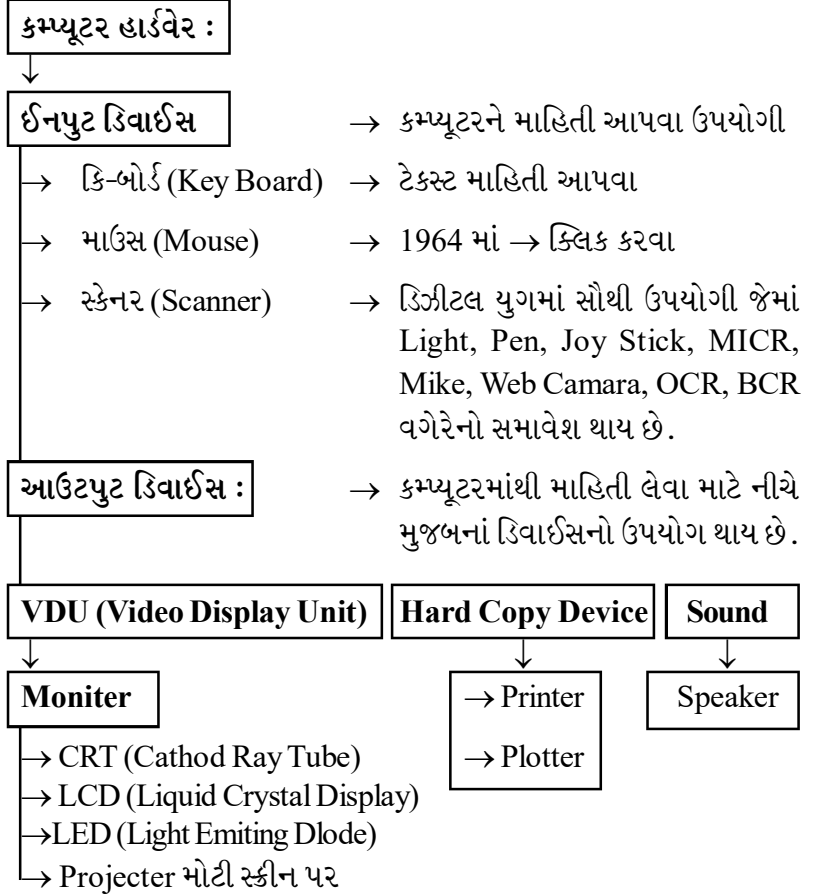 કમ્પ્યૂટર હાર્ડવેર :
↓
ઈનપુટ ડિવાઈસ → કમ્પ્યૂટરને માહિતી આપવા ઉપયોગી
→ કિ-બોર્ડ (Key Board) → ટેક્સ્ટ માહિતી આપવા
→ માઉસ (Mouse) → 1964 માં → ક્લિક કરવા
→ સ્કેનર (Scanner) → ડિઝીટલ યુગમાં સૌથી ઉપયોગી જેમાં
Light, Pen, Joy Stick, MICR,
Mike, Web Camara, OCR, BCR
વગેરેનો સમાવેશ થાય છે.
આઉટપુટ ડિવાઈસ : → કમ્પ્યૂટરમાંથી માહિતી લેવા માટે નીચે
મુજબનાં ડિવાઈસનો ઉપયોગ થાય છે.
VDU (Video Display Unit) Hard Copy Device Sound
↓ ↓ ↓
Moniter → Printer Speaker
→ CRT (Cathod Ray Tube) → Plotter
→ LCD (Liquid Crystal Display)
→ LED (Light Emiting Dlode)
→ Projecter મોટી સ્ક્રીન પર